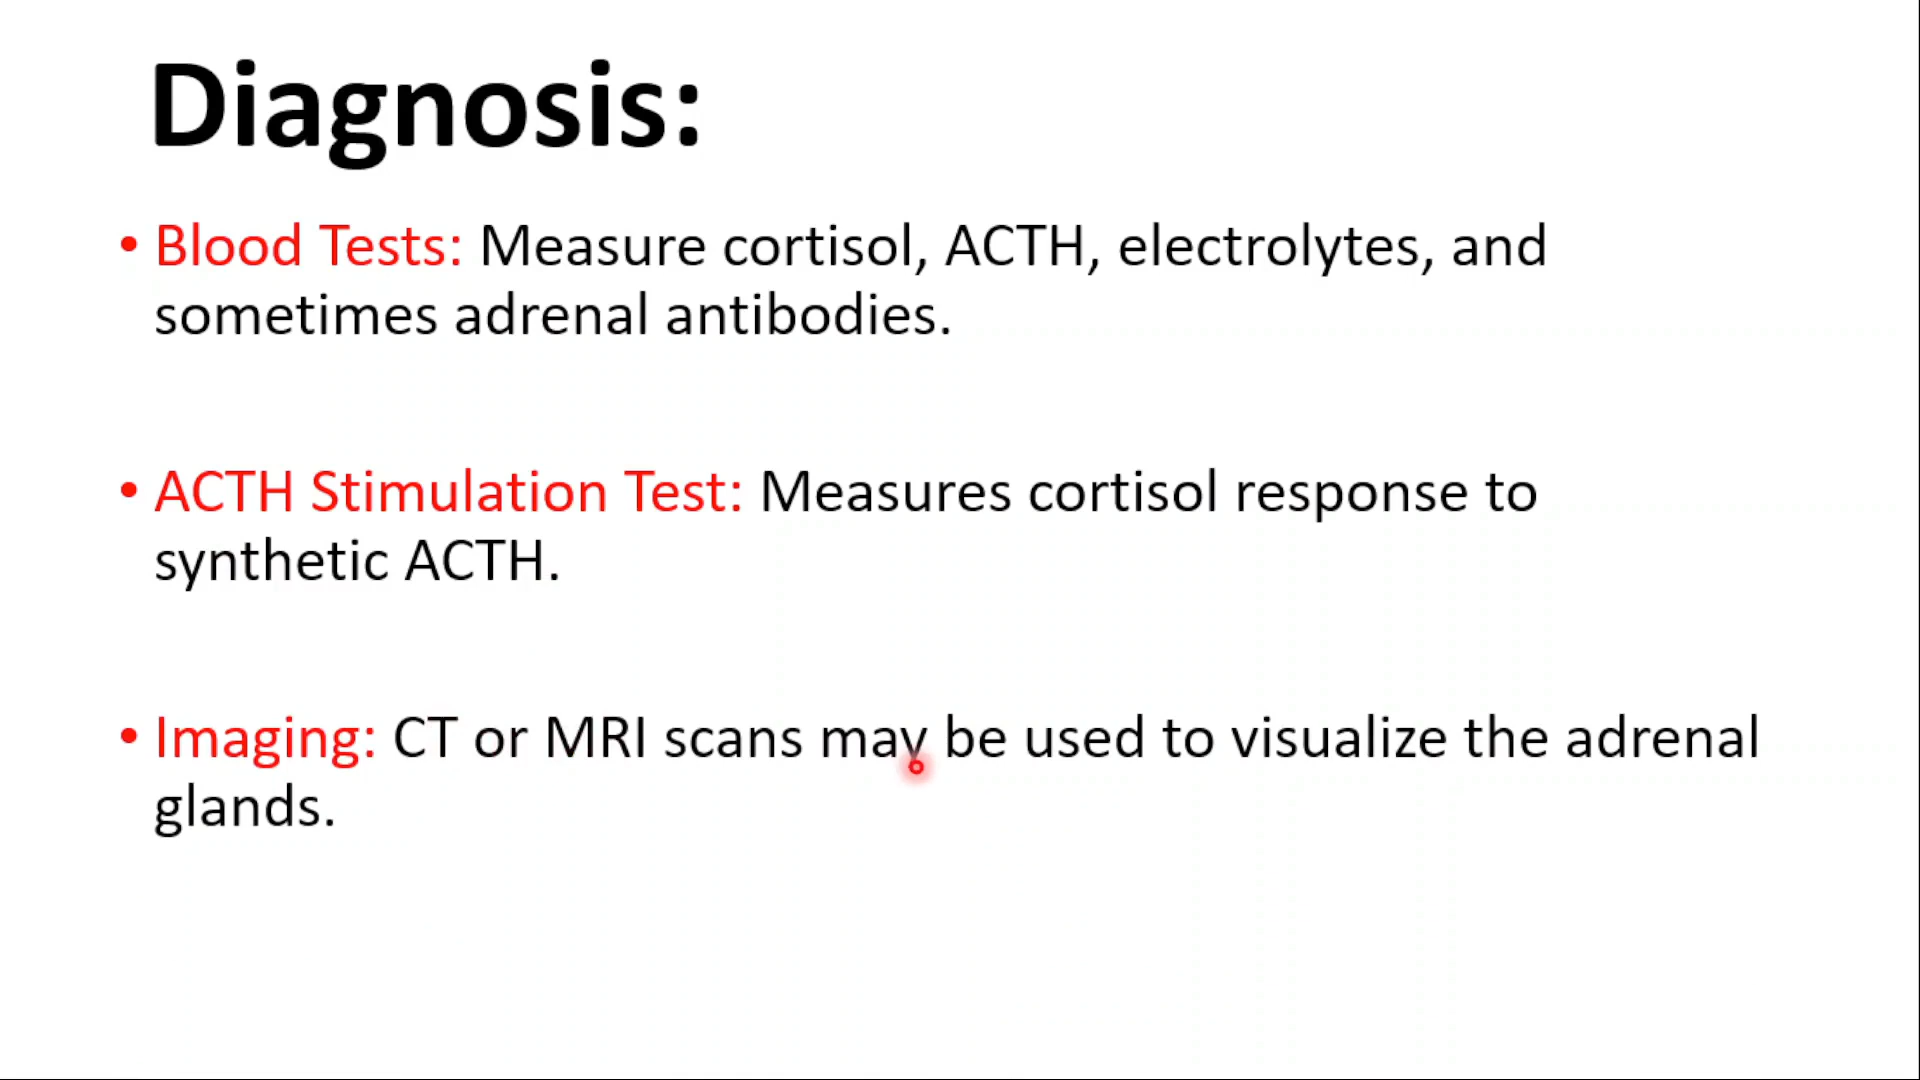 Diagnosis:
• Blood Tests: Measure cortisol, ACTH, electrolytes, and
sometimes adrenal antibodies.
• ACTH Stimulation Test: Measures cortisol response to
synthetic ACTH.
• Imaging: CT or MRI scans may be used to visualize the adrenal
glands.